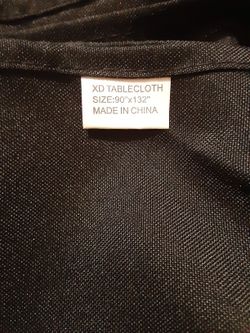 XD TABLECLOTH
SIZE:90"x132"
MADE IN CHINA